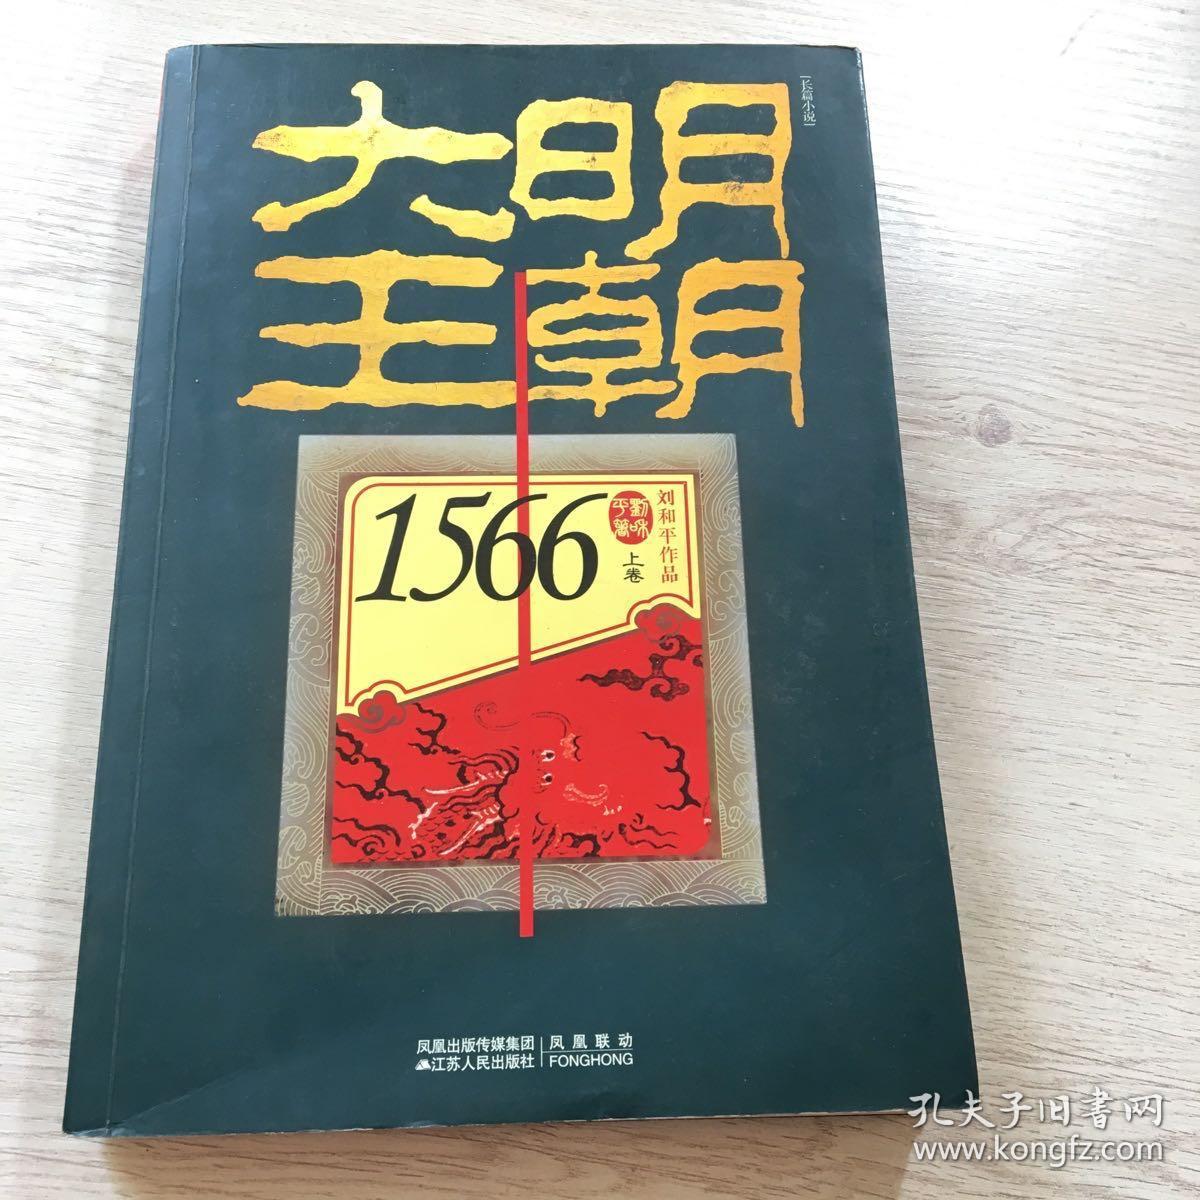 [长篇小说]
大明
王朝
1566
劉和
平著
上卷
刘和平作品
凤凰出版传媒集团
江苏人民出版社
凤凰联动
FONGHONG
孔夫子旧书网
www.kongfz.com